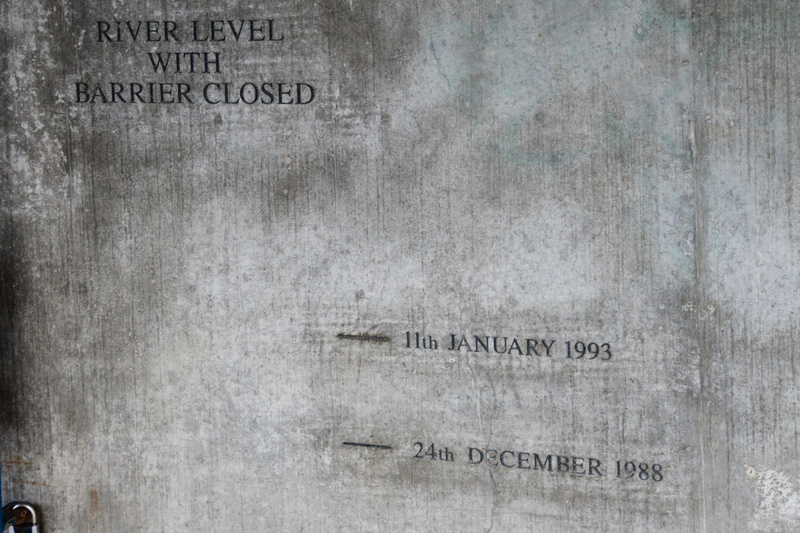 RiVER LEVEL
WITH
BARRIER CLOSED
11th JANUARY 1993
24th DECEMBER 1988